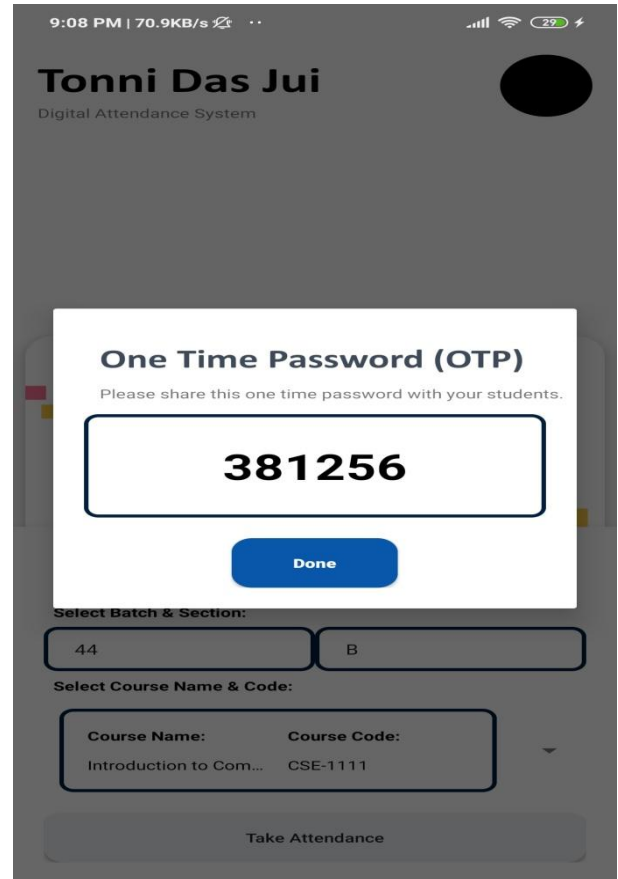 9:08 PM | 70.9KB/s ·· 29
Tonni Das Jui
Digital Attendance System
One Time Password (OTP)
Please share this one time password with your students.
381256
Done
Select Batch & Section:
44 B
Select Course Name & Code:
Course Name: Course Code:
Introduction to Com... CSE-1111
Take Attendance